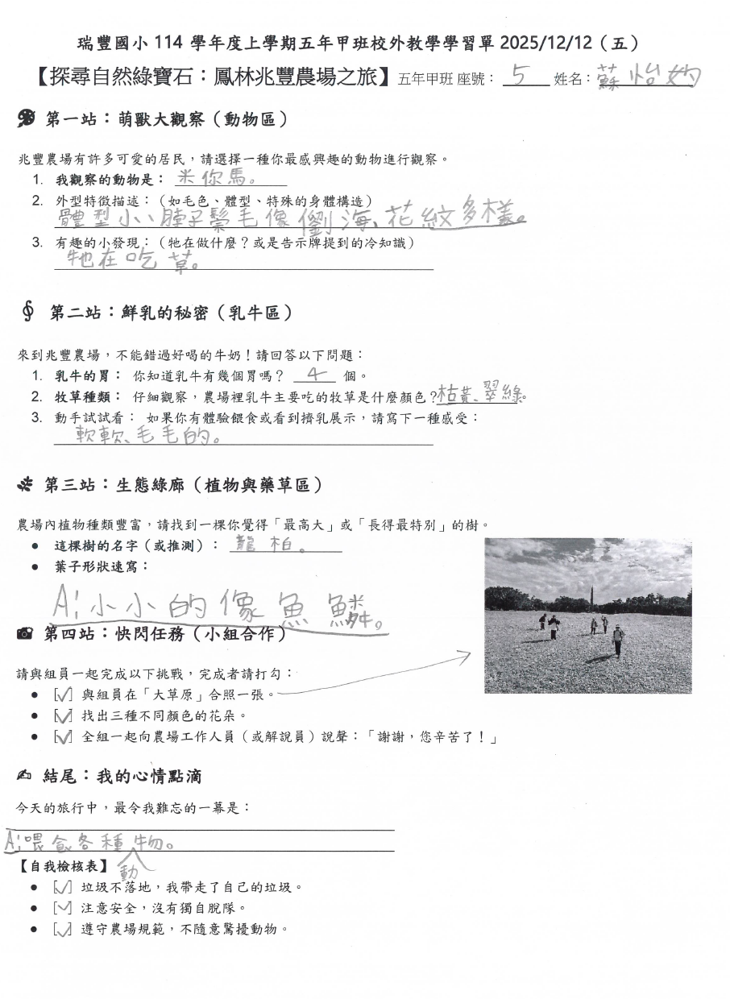 瑞豐國小 114 學年度上學期五年甲班校外教學學習單 2025/12/12（五）
【探尋自然綠寶石：鳳林兆豐農場之旅】五年甲班 座號： 5 姓名：蘇怡妁
第一站：萌獸大觀察（動物區）
兆豐農場有許多可愛的居民，請選擇一種你最感興趣的動物進行觀察。
1. 我觀察的動物是： 米你馬。
2. 外型特徵描述：（如毛色、體型、特殊的身體構造）
體型小、脖子鬃毛像劉海、花紋多樣。
3. 有趣的小發現：（牠在做什麼？或是告示牌提到的冷知識）
牠在吃草。
第二站：鮮乳的秘密（乳牛區）
來到兆豐農場，不能錯過好喝的牛奶！請回答以下問題：
1. 乳牛的胃： 你知道乳牛有幾個胃嗎？ 4 個。
2. 牧草種類： 仔細觀察，農場裡乳牛主要吃的牧草是什麼顏色？枯黃、翠綠。
3. 動手試試看： 如果你有體驗餵食或看到擠乳展示，請寫下一種感受：
軟軟、毛毛的。
第三站：生態綠廊（植物與藥草區）
農場內植物種類豐富，請找到一棵你覺得「最高大」或「長得最特別」的樹。
● 這棵樹的名字（或推測）： 龍柏。
● 葉子形狀速寫：
A:小小的像魚鱗。
第四站：快閃任務（小組合作）
請與組員一起完成以下挑戰，完成者請打勾：
● [✓] 與組員在「大草原」合照一張。
● [✓] 找出三種不同顏色的花朵。
● [✓] 全組一起向農場工作人員（或解說員）說聲：「謝謝，您辛苦了！」
結尾：我的心情點滴
今天的旅行中，最令我難忘的一幕是：
A:喂食各種動物。
【自我檢核表】
● [✓] 垃圾不落地，我帶走了自己的垃圾。
● [✓] 注意安全，沒有獨自脫隊。
● [✓] 遵守農場規範，不隨意驚擾動物。